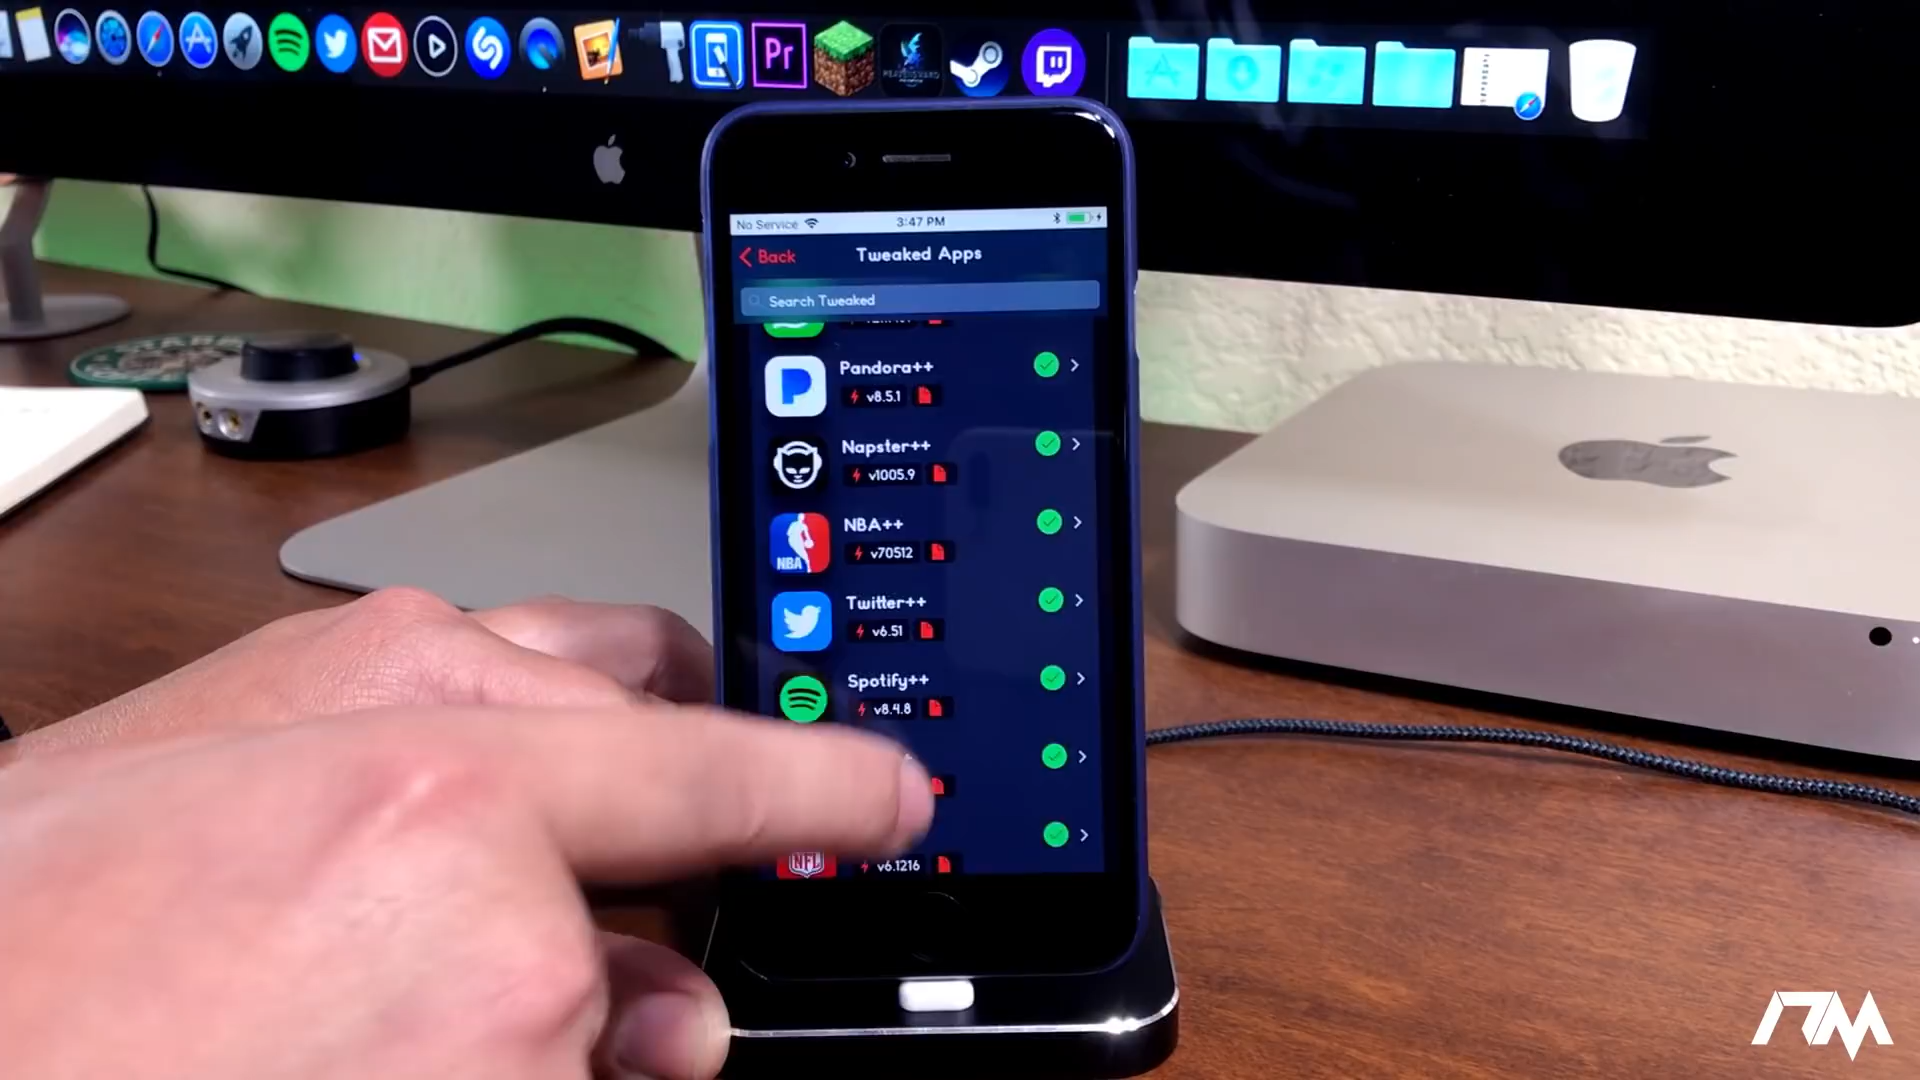 Pr
No Service
3:47 PM
Back
Tweaked Apps
Search Tweaked
Pandora++
v8.5.1
Napster++
v1005.9
NBA++
NBA
v70512
Twitter++
v6.51
Spotify++
v8.4.8
NFL
v6.1216